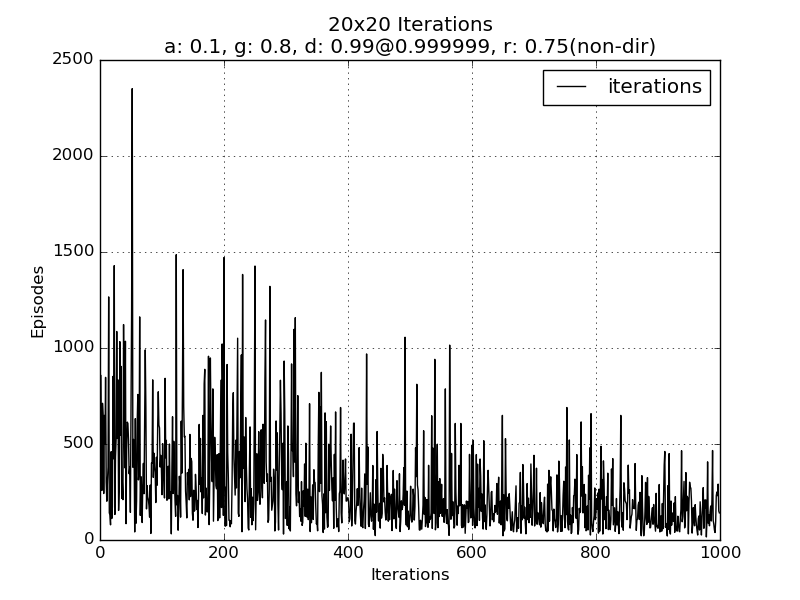 20x20 Iterations
a: 0.1, g: 0.8, d: 0.99@0.999999, r: 0.75(non-dir)
iterations
2500
2000
1500
1000
500
0
Episodes
0 200 400 600 800 1000
Iterations